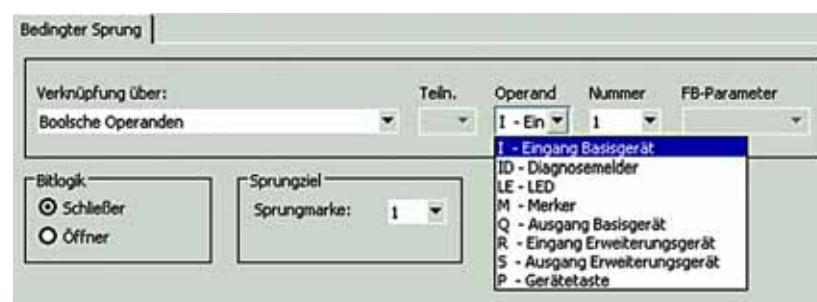 Bedingter Sprung
Verknüpfung über: Teiln. Operand Nummer FB-Parameter
Boolsche Operanden I - Ein 1
I - Eingang Basisgerät
ID - Diagnosemelder
LE - LED
M - Merker
Q - Ausgang Basisgerät
R - Eingang Erweiterungsgerät
S - Ausgang Erweiterungsgerät
P - Gerätetaste
Bitlogik
Schließer
Öffner
Sprungziel
Sprungmarke: 1